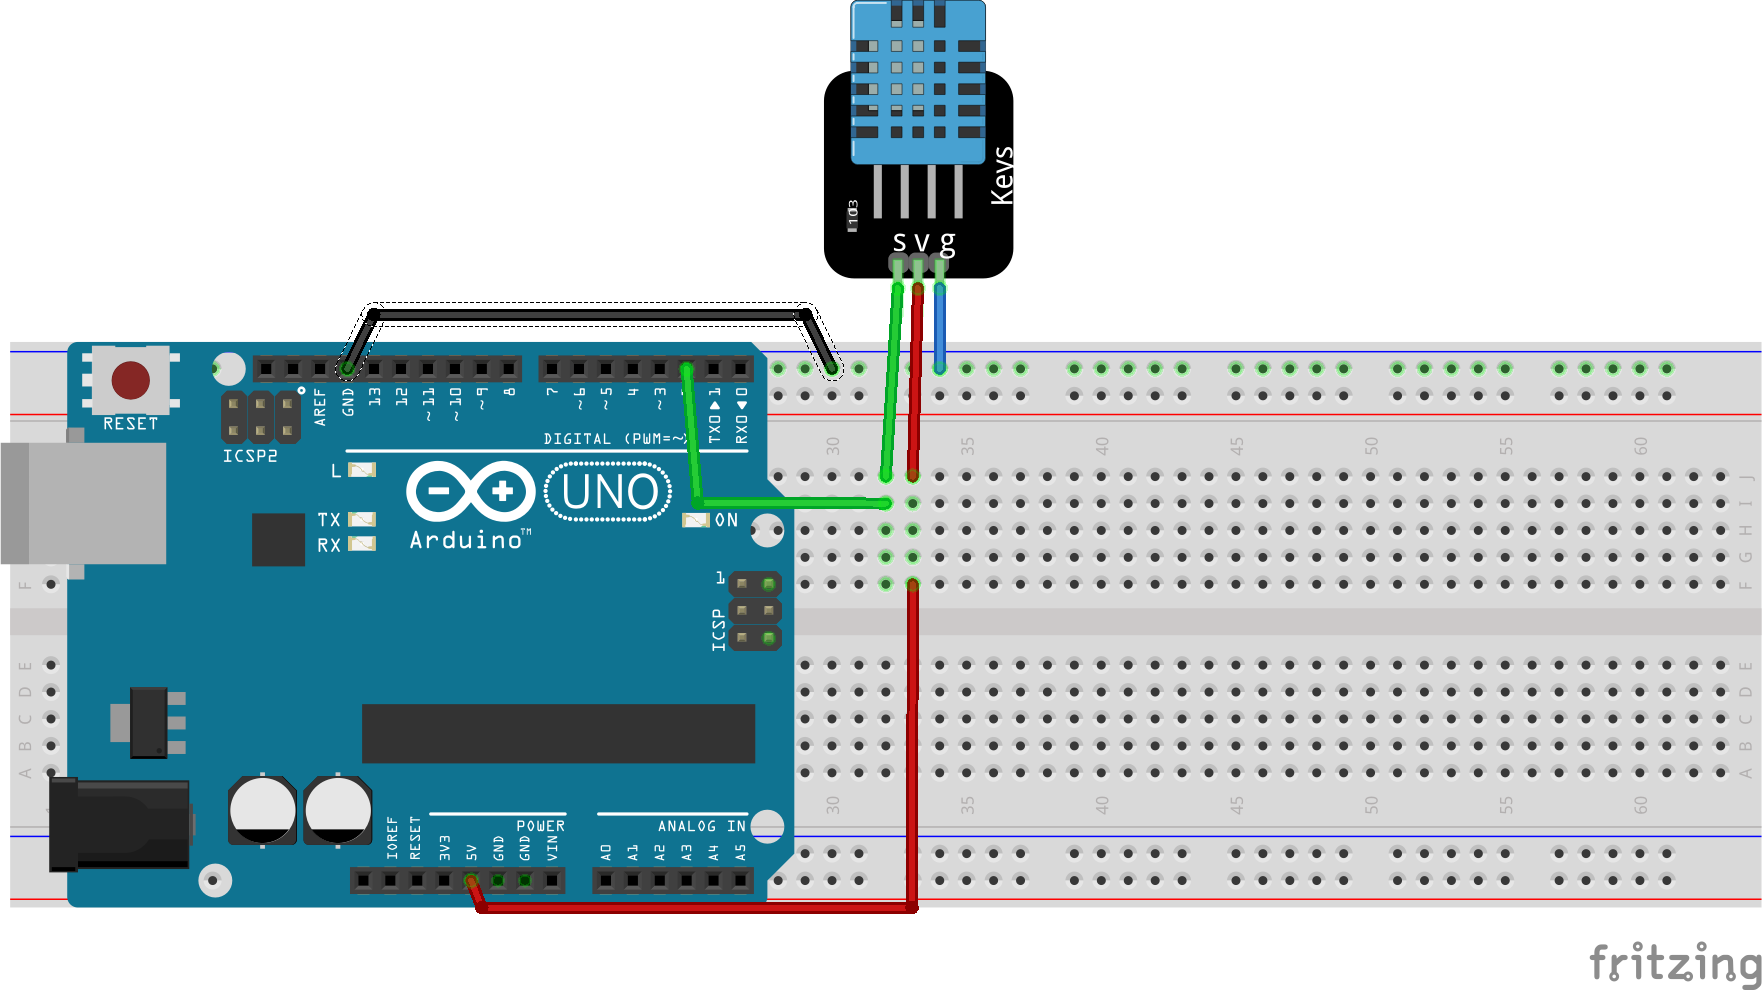 Keys
103
s v g
RESET
ICSP2
AREF
GND
13
12
~11
~10
~9
8
7
~6
~5
4
~3
TX0▶1
RX0◀0
DIGITAL (PWM=~)
L
TX
RX
UNO
Arduino™
ON
1
ICSP
POWER
ANALOG IN
IOREF
RESET
3V3
5V
GND
GND
VIN
A0
A1
A2
A3
A4
A5
30 35 40 45 50 55 60
J
I
H
G
F
F
E
D
C
B
A
E
D
C
B
A
30 35 40 45 50 55 60
fritzing